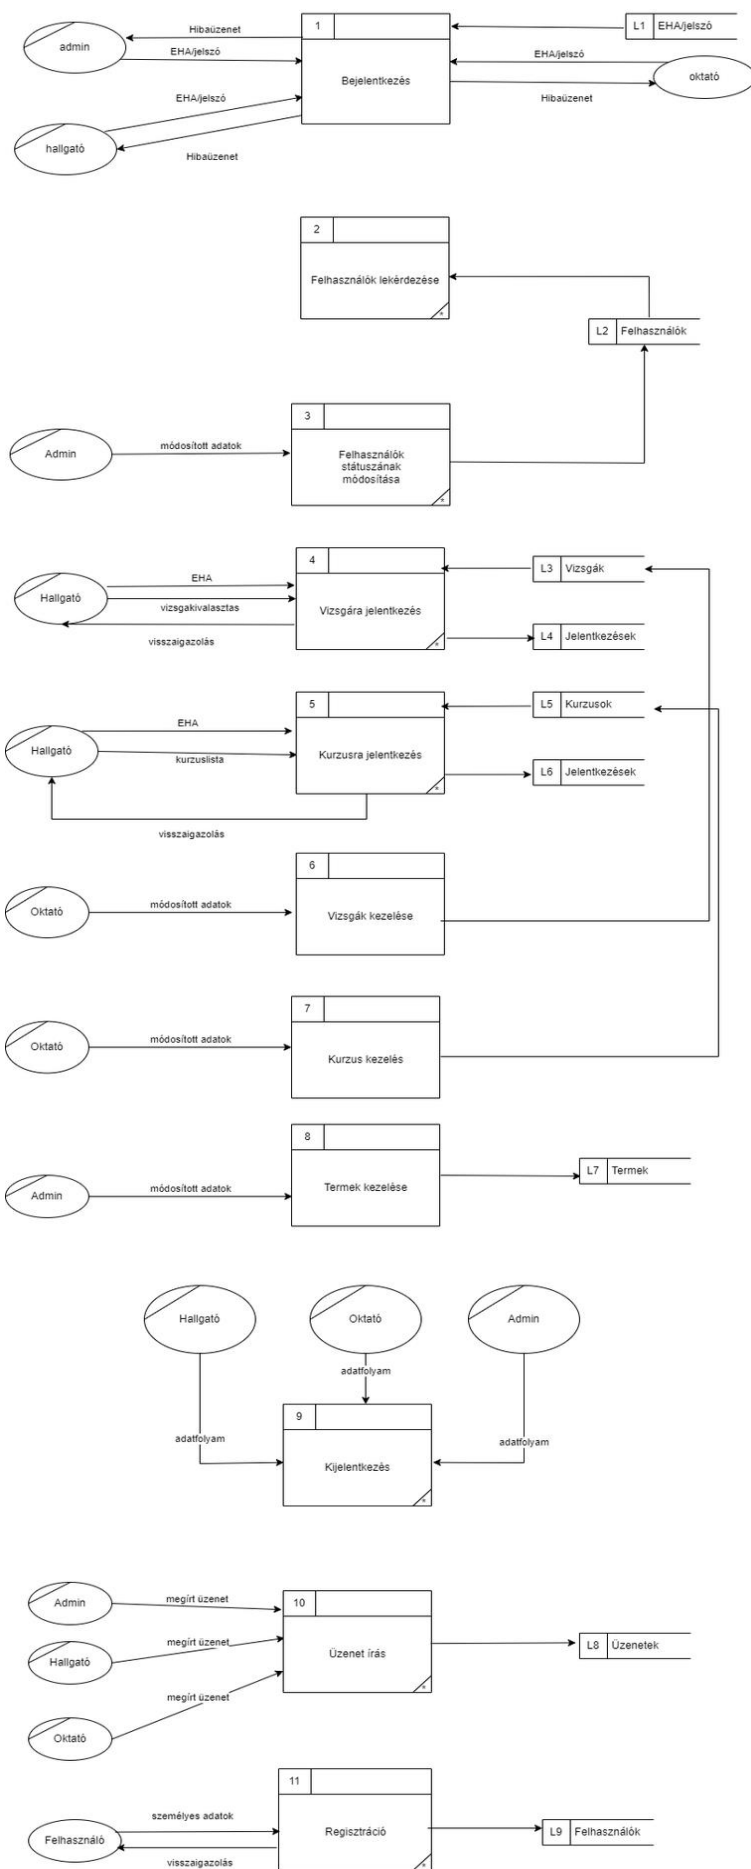 1
L1 EHA/jelszó
Hibaüzenet
admin
EHA/jelszó
EHA/jelszó
Bejelentkezés
oktató
EHA/jelszó
Hibaüzenet
hallgató
Hibaüzenet
2
Felhasználók lekérdezése
*
L2 Felhasználók
3
módosított adatok
Admin
Felhasználók
státuszának
módosítása
*
4
L3 Vizsgák
EHA
Hallgató
vizsgakivalasztas
Vizsgára jelentkezés
visszaigazolás
*
L4 Jelentkezések
5
L5 Kurzusok
EHA
Hallgató
kurzuslista
Kurzusra jelentkezés
*
L6 Jelentkezések
visszaigazolás
6
módosított adatok
Oktató
Vizsgák kezelése
7
módosított adatok
Oktató
Kurzus kezelés
8
L7 Termek
módosított adatok
Admin
Termek kezelése
Hallgató
Oktató
Admin
adatfolyam
9
adatfolyam
adatfolyam
Kijelentkezés
*
Admin
megírt üzenet
10
Hallgató
megírt üzenet
Üzenet írás
L8 Üzenetek
*
megírt üzenet
Oktató
11
személyes adatok
Felhasználó
Regisztráció
L9 Felhasználók
visszaigazolás
*